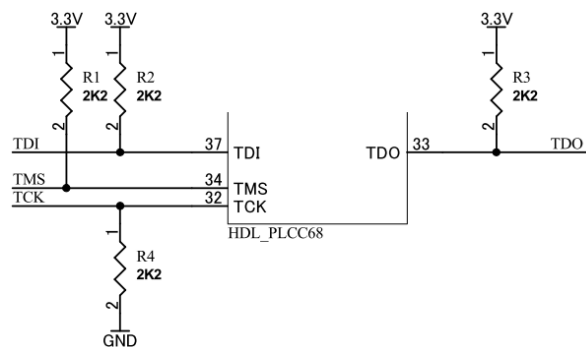 3.3V 3.3V 3.3V
1 1 1
R1 R2 R3
2K2 2K2 2K2
2 2 2
TDI 37 TDI TDO 33 TDO
TMS 34 TMS
TCK 32 TCK
HDL_PLCC68
1
R4
2K2
2
GND